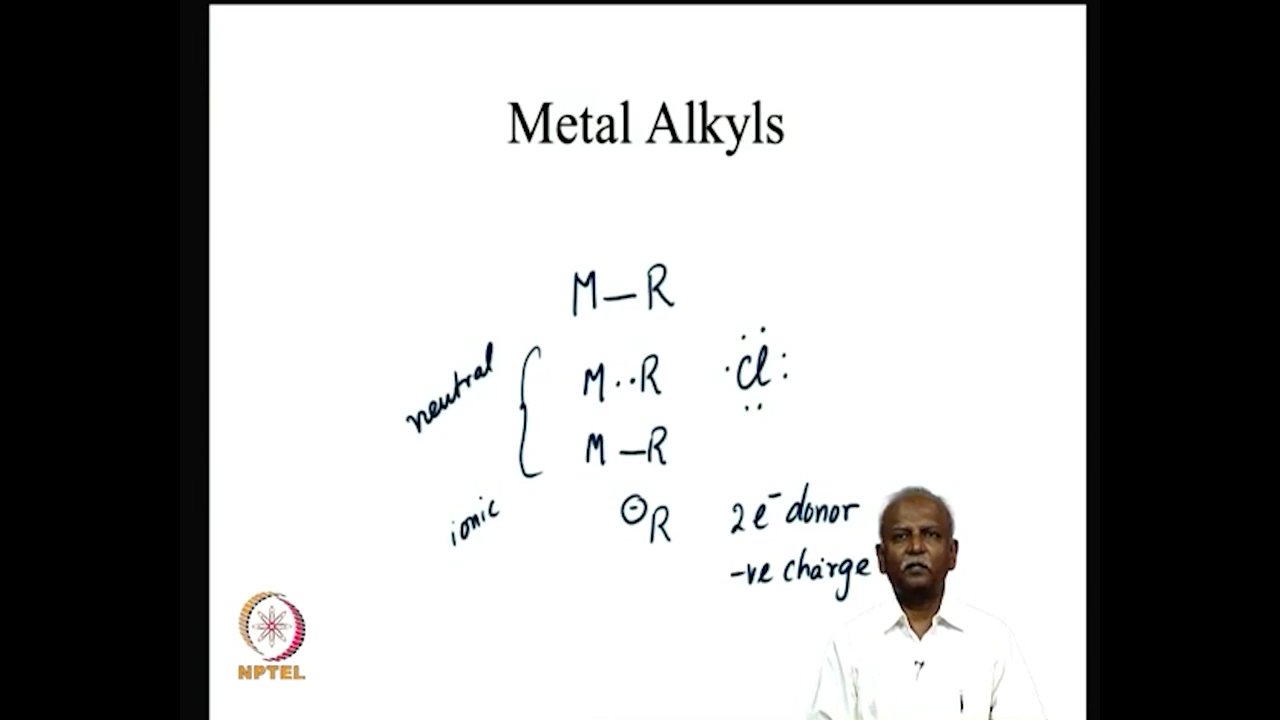 Metal Alkyls
M—R
neutral { M··R ·Cl:
M—R
ionic ⊖R 2e⁻ donor
-ve charge
NPTEL